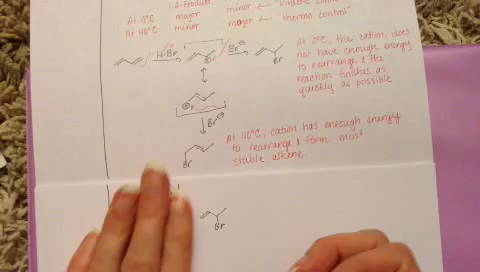 1,2 Product
At 0°C major minor ← "kinetic control"
At 40°C minor major ← "thermo control"
H-Br
Br⊖
Br
At 0°C, the cation does
not have enough energy
to rearrange & the
reaction finishes as
quickly as possible
Br⊖
At 40°C, cation has eneough energy
to rearrange & form most
stable alkene.
Br
Br